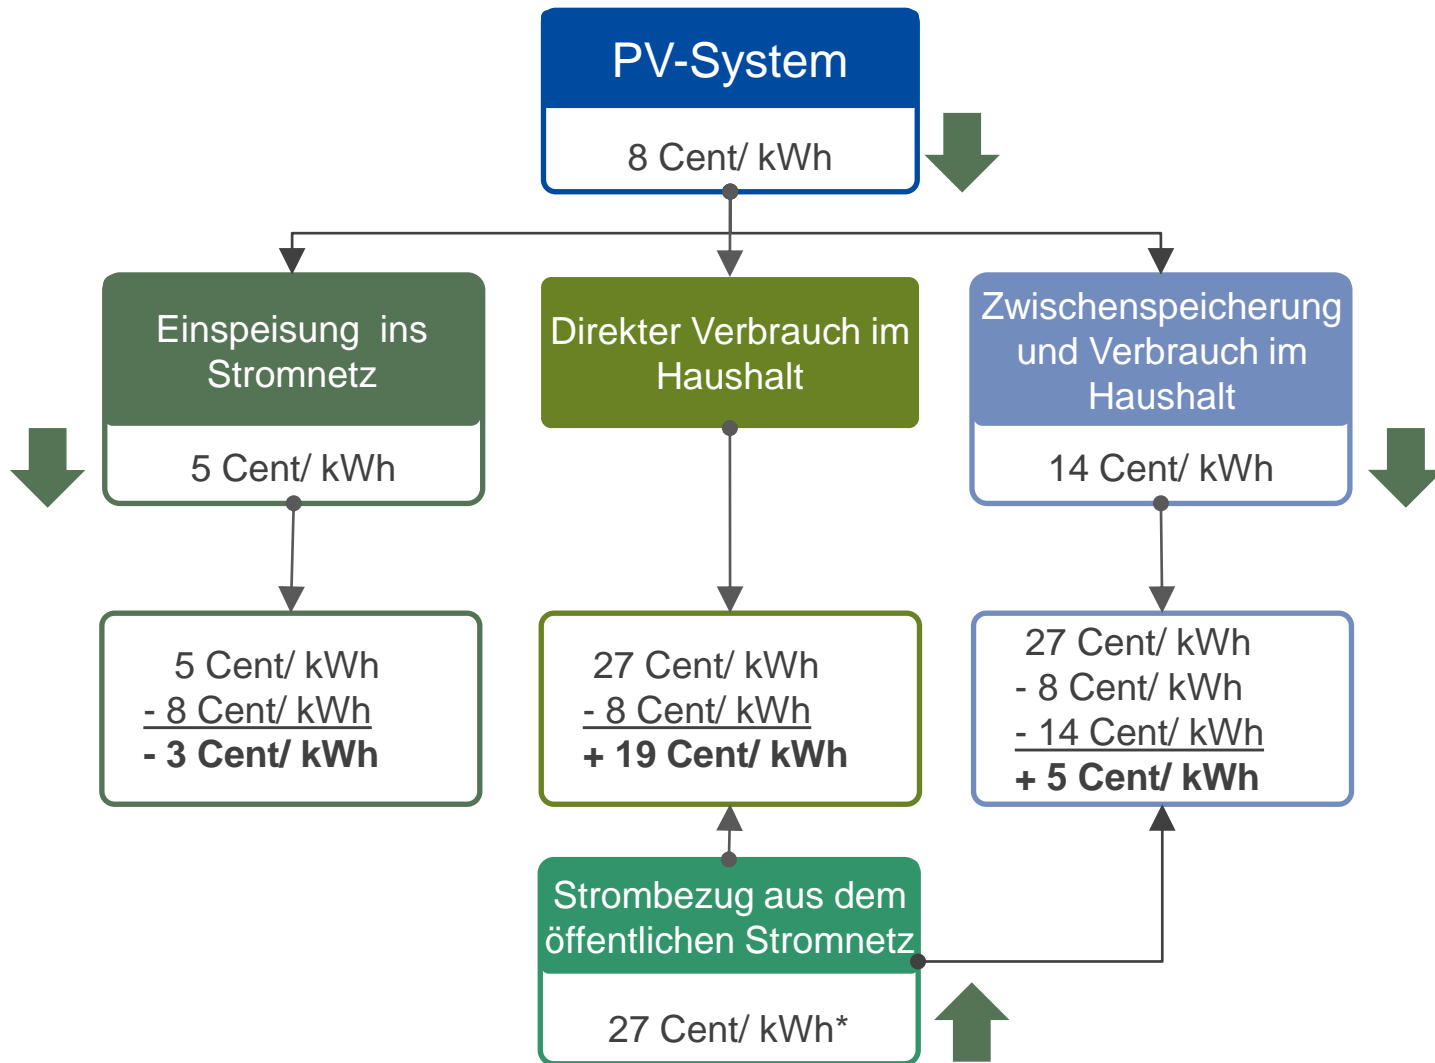 PV-System
8 Cent/ kWh
Einspeisung ins
Stromnetz
5 Cent/ kWh
Direkter Verbrauch im
Haushalt
Zwischenspeicherung
und Verbrauch im
Haushalt
14 Cent/ kWh
5 Cent/ kWh
- 8 Cent/ kWh
- 3 Cent/ kWh
27 Cent/ kWh
- 8 Cent/ kWh
+ 19 Cent/ kWh
27 Cent/ kWh
- 8 Cent/ kWh
- 14 Cent/ kWh
+ 5 Cent/ kWh
Strombezug aus dem
öffentlichen Stromnetz
27 Cent/ kWh*